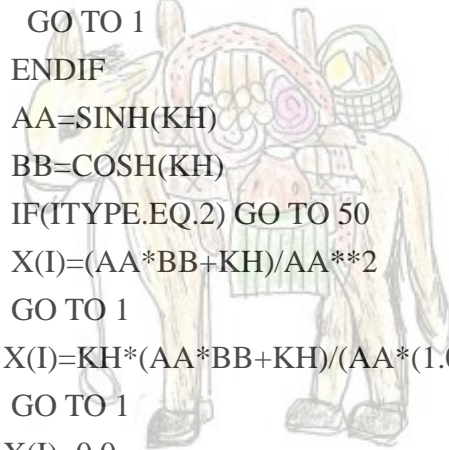 GO TO 1
ENDIF
AA=SINH(KH)
BB=COSH(KH)
IF(ITYPE.EQ.2) GO TO 50
X(I)=(AA*BB+KH)/AA**2
GO TO 1
X(I)=KH*(AA*BB+KH)/(AA*(1.0
GO TO 1